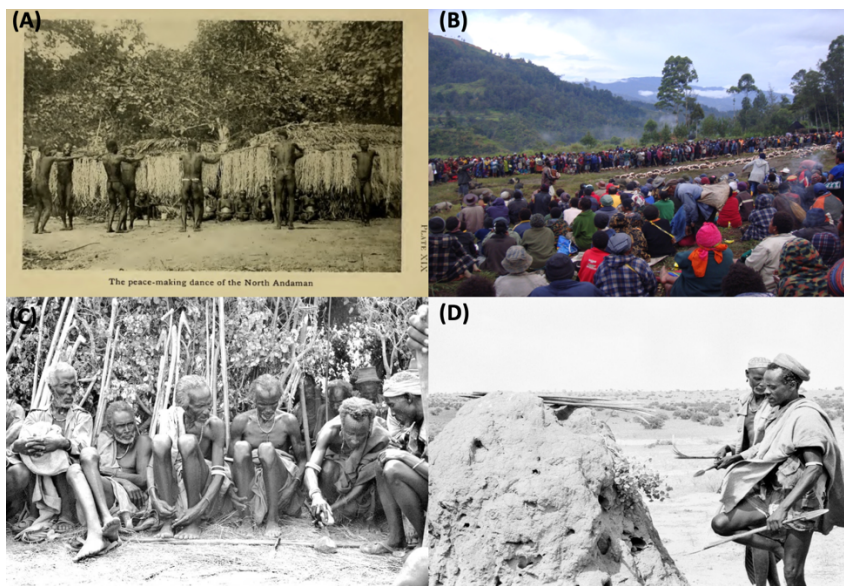 (A)
(B)
PLATE XIX
The peace-making dance of the North Andaman
(C)
(D)